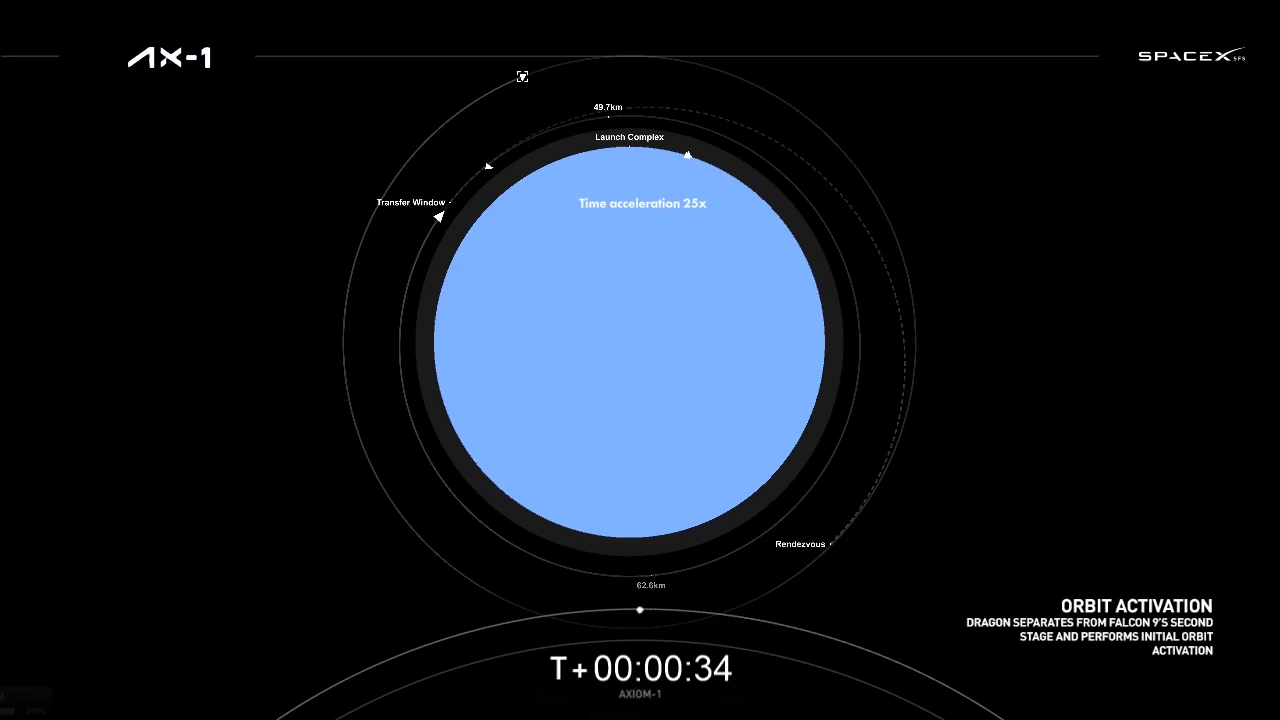 AX-1
SPACEX SFS
49.7km
Launch Complex
Transfer Window
Time acceleration 25x
Rendezvous
62.6km
ORBIT ACTIVATION
DRAGON SEPARATES FROM FALCON 9'S SECOND
STAGE AND PERFORMS INITIAL ORBIT
ACTIVATION
T+00:00:34
AXIOM-1